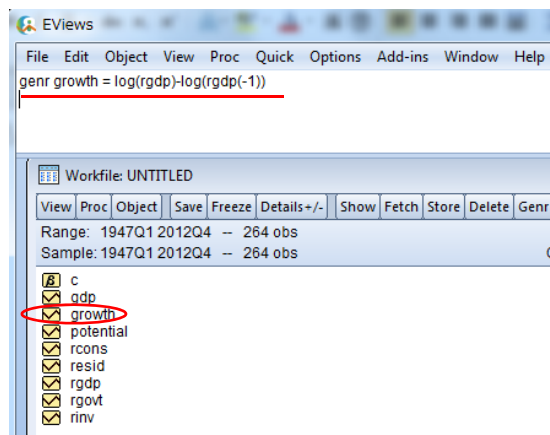 EViews
File Edit Object View Proc Quick Options Add-ins Window Help
genr growth = log(rgdp)-log(rgdp(-1))
Workfile: UNTITLED
View Proc Object Save Freeze Details+/- Show Fetch Store Delete Genr
Range: 1947Q1 2012Q4 -- 264 obs
Sample: 1947Q1 2012Q4 -- 264 obs
β c
gdp
growth
potential
rcons
resid
rgdp
rgovt
rinv